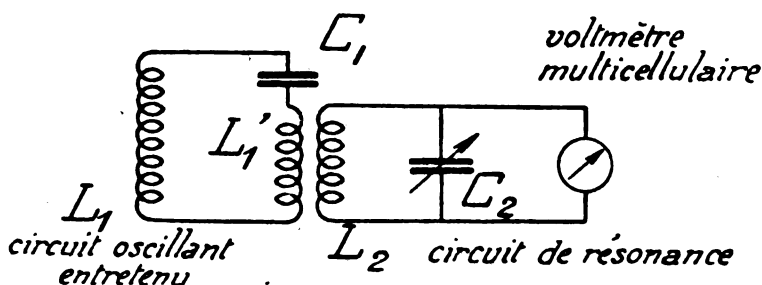 C₁
voltmètre
multicellulaire
L₁'
C₂
L₁
L₂
circuit oscillant
entretenu
circuit de résonance